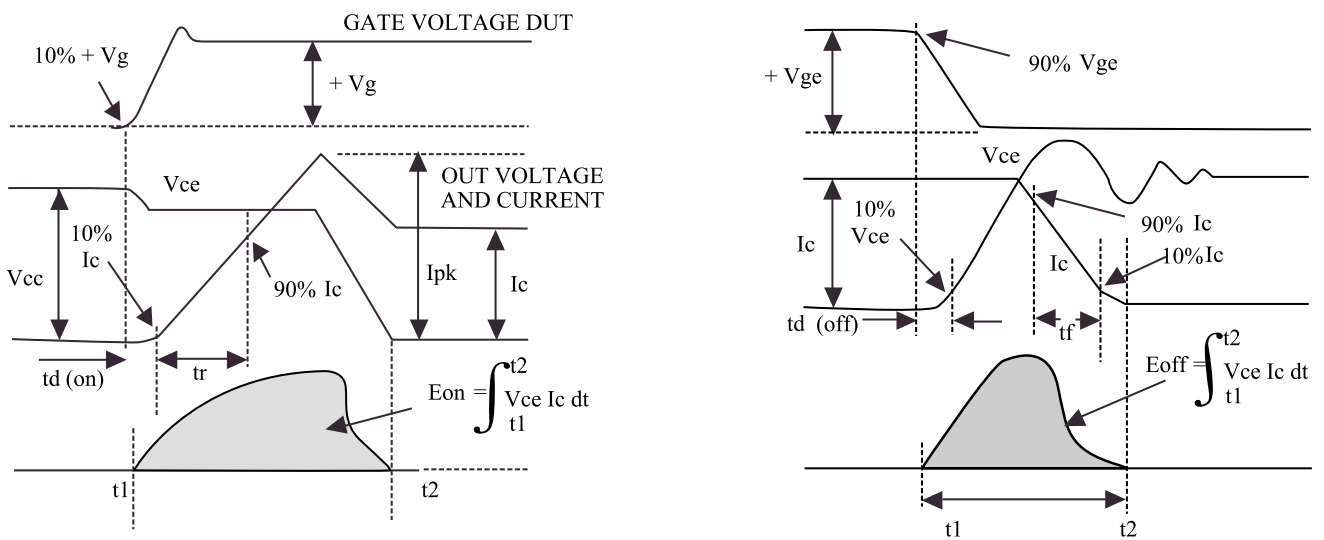 GATE VOLTAGE DUT
10% + Vg
+ Vg
Vce
OUT VOLTAGE
AND CURRENT
10%
Ic
Vcc
90% Ic
Ipk
Ic
td (on)
tr
Eon = ∫ t2
Vce Ic dt
t1
t1
t2
90% Vge
+ Vge
Vce
10%
Vce
Ic
90% Ic
Ic
10%Ic
td (off)
tf
Eoff = ∫ t2
Vce Ic dt
t1
t1
t2